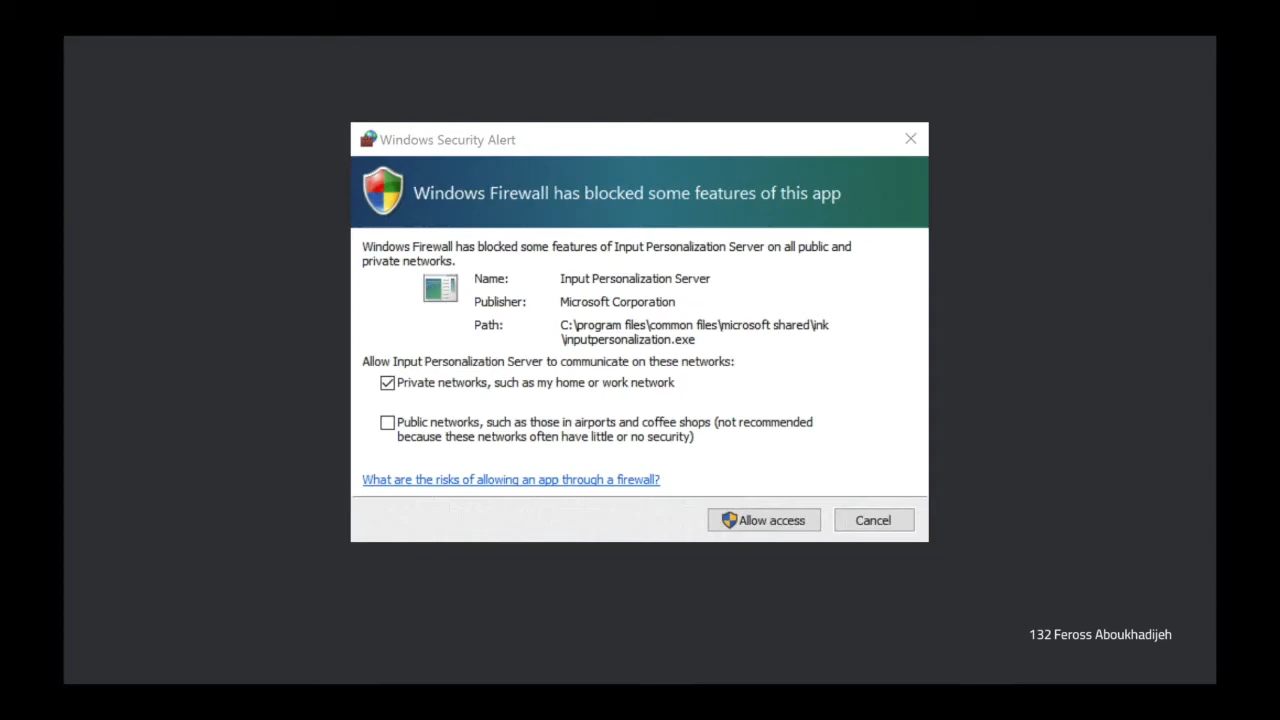 Windows Security Alert
Windows Firewall has blocked some features of this app
Windows Firewall has blocked some features of Input Personalization Server on all public and
private networks.
Name: Input Personalization Server
Publisher: Microsoft Corporation
Path: C:\program files\common files\microsoft shared\ink
\inputpersonalization.exe
Allow Input Personalization Server to communicate on these networks:
Private networks, such as my home or work network
Public networks, such as those in airports and coffee shops (not recommended
because these networks often have little or no security)
What are the risks of allowing an app through a firewall?
Allow access Cancel
132 Feross Aboukhadijeh